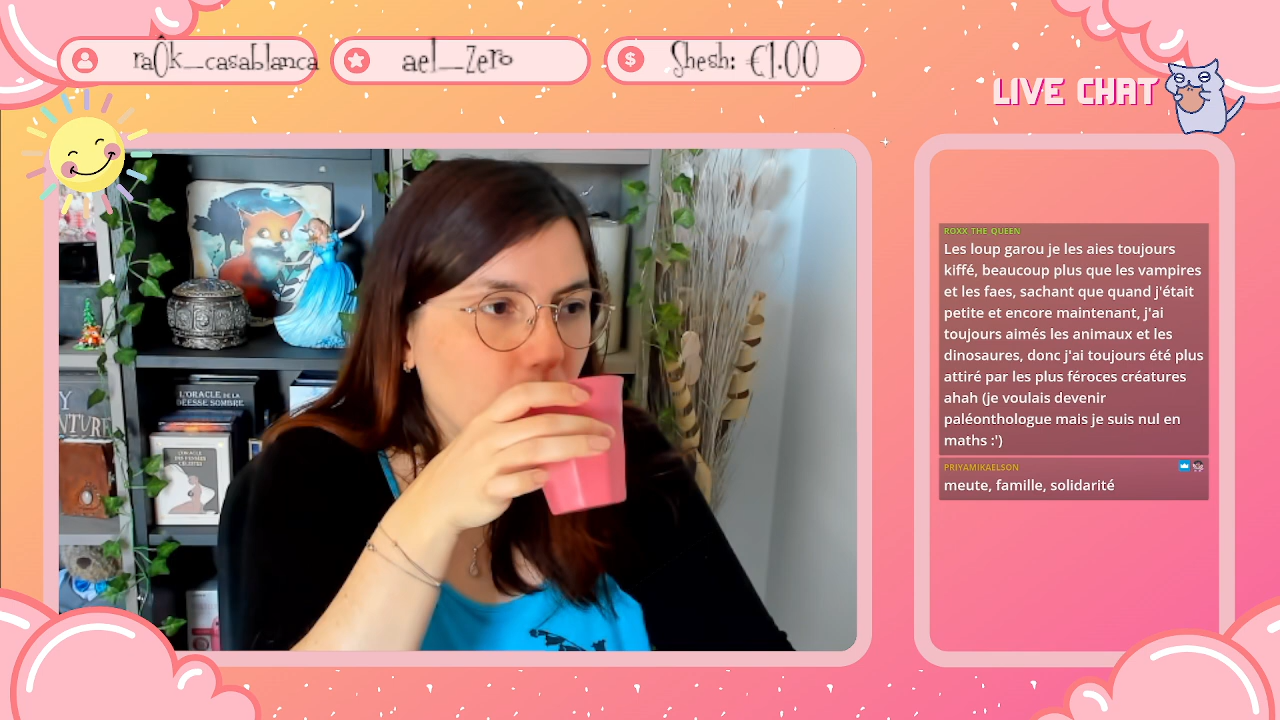 ra0k_casablanca
ael_Zero
$
Shesh: €1.00
LIVE CHAT
L'ORACLE DE LA
DÉESSE SOMBRE
ROXX THE QUEEN
Les loup garou je les aies toujours
kiffé, beaucoup plus que les vampires
et les faes, sachant que quand j'était
petite et encore maintenant, j'ai
toujours aimés les animaux et les
dinosaures, donc j'ai toujours été plus
attiré par les plus féroces créatures
ahah (je voulais devenir
paléonthologue mais je suis nul en
maths :')
PRIYAMIKAELSON
meute, famille, solidarité